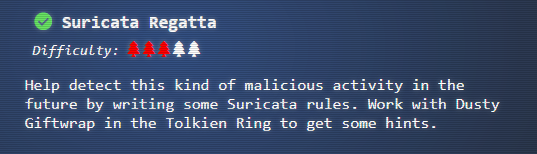 Suricata Regatta
Difficulty:
Help detect this kind of malicious activity in the
future by writing some Suricata rules. Work with Dusty
Giftwrap in the Tolkien Ring to get some hints.